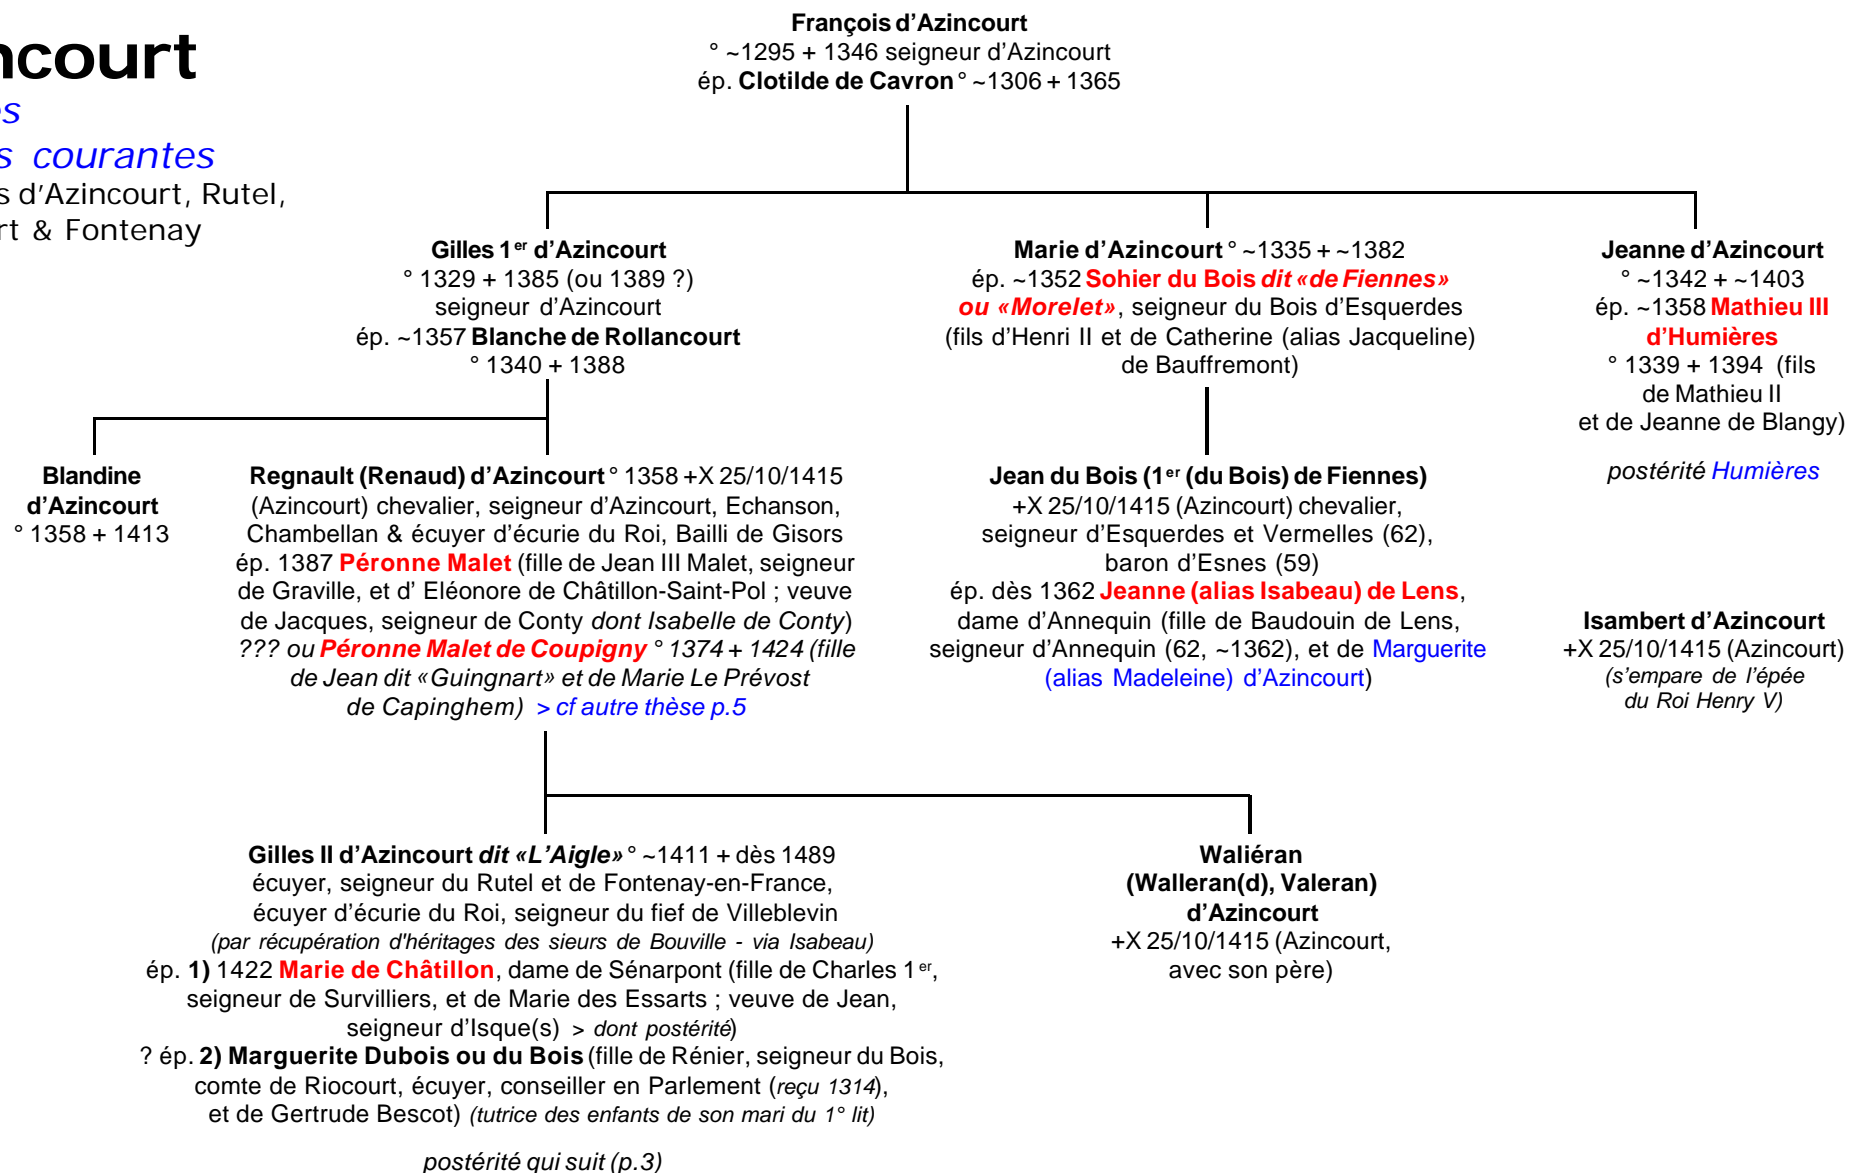 François d’Azincourt
° ~1295 + 1346 seigneur d’Azincourt
ép. Clotilde de Cavron ° ~1306 + 1365
ncourt
es
s courantes
s d’Azincourt, Rutel,
rt & Fontenay
Gilles 1er d’Azincourt
° 1329 + 1385 (ou 1389 ?)
seigneur d’Azincourt
ép. ~1357 Blanche de Rollancourt
° 1340 + 1388
Marie d’Azincourt ° ~1335 + ~1382
ép. ~1352 Sohier du Bois dit «de Fiennes»
ou «Morelet», seigneur du Bois d’Esquerdes
(fils d’Henri II et de Catherine (alias Jacqueline)
de Bauffremont)
Jeanne d’Azincourt
° ~1342 + ~1403
ép. ~1358 Mathieu III
d’Humières
° 1339 + 1394 (fils
de Mathieu II
et de Jeanne de Blangy)
postérité Humières
Blandine
d’Azincourt
° 1358 + 1413
Regnault (Renaud) d’Azincourt ° 1358 +X 25/10/1415
(Azincourt) chevalier, seigneur d’Azincourt, Echanson,
Chambellan & écuyer d’écurie du Roi, Bailli de Gisors
ép. 1387 Péronne Malet (fille de Jean III Malet, seigneur
de Graville, et d’ Eléonore de Châtillon-Saint-Pol ; veuve
de Jacques, seigneur de Conty dont Isabelle de Conty)
??? ou Péronne Malet de Coupigny ° 1374 + 1424 (fille
de Jean dit «Guingnart» et de Marie Le Prévost
de Capinghem) > cf autre thèse p.5
Jean du Bois (1er (du Bois) de Fiennes)
+X 25/10/1415 (Azincourt) chevalier,
seigneur d’Esquerdes et Vermelles (62),
baron d’Esnes (59)
ép. dès 1362 Jeanne (alias Isabeau) de Lens,
dame d’Annequin (fille de Baudouin de Lens,
seigneur d’Annequin (62, ~1362), et de Marguerite
(alias Madeleine) d’Azincourt)
Isambert d’Azincourt
+X 25/10/1415 (Azincourt)
(s’empare de l’épée
du Roi Henry V)
Gilles II d’Azincourt dit «L’Aigle» ° ~1411 + dès 1489
écuyer, seigneur du Rutel et de Fontenay-en-France,
écuyer d’écurie du Roi, seigneur du fief de Villeblevin
(par récupération d'héritages des sieurs de Bouville - via Isabeau)
ép. 1) 1422 Marie de Châtillon, dame de Sénarpont (fille de Charles 1er,
seigneur de Survilliers, et de Marie des Essarts ; veuve de Jean,
seigneur d’Isque(s) > dont postérité)
? ép. 2) Marguerite Dubois ou du Bois (fille de Rénier, seigneur du Bois,
comte de Riocourt, écuyer, conseiller en Parlement (reçu 1314),
et de Gertrude Bescot) (tutrice des enfants de son mari du 1° lit)
postérité qui suit (p.3)
Waliéran
(Walleran(d), Valeran)
d’Azincourt
+X 25/10/1415 (Azincourt,
avec son père)